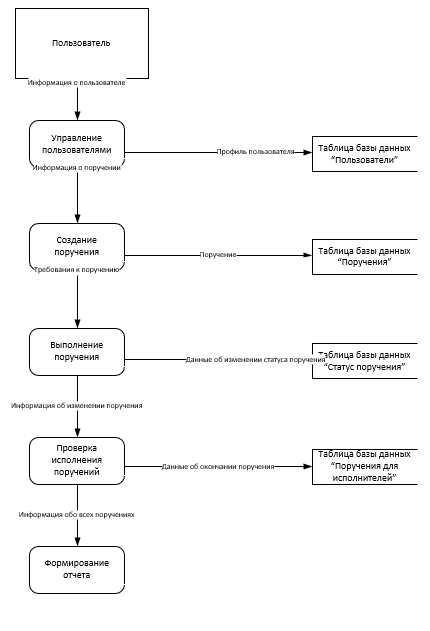 Пользователь
Информация о пользователе
Управление
пользователями
Профиль пользователя
Таблица базы данных
“Пользователи”
Информация о поручении
Создание
поручения
Поручение
Таблица базы данных
“Поручения”
Требования к поручению
Выполнение
поручения
Данные об изменении статуса поручения
Таблица базы данных
“Статус поручения”
Информация об изменении поручения
Проверка
исполнения
поручений
Данные об окончании поручения
Таблица базы данных
“Поручения для
исполнителей”
Информация обо всех поручениях
Формирование
отчета